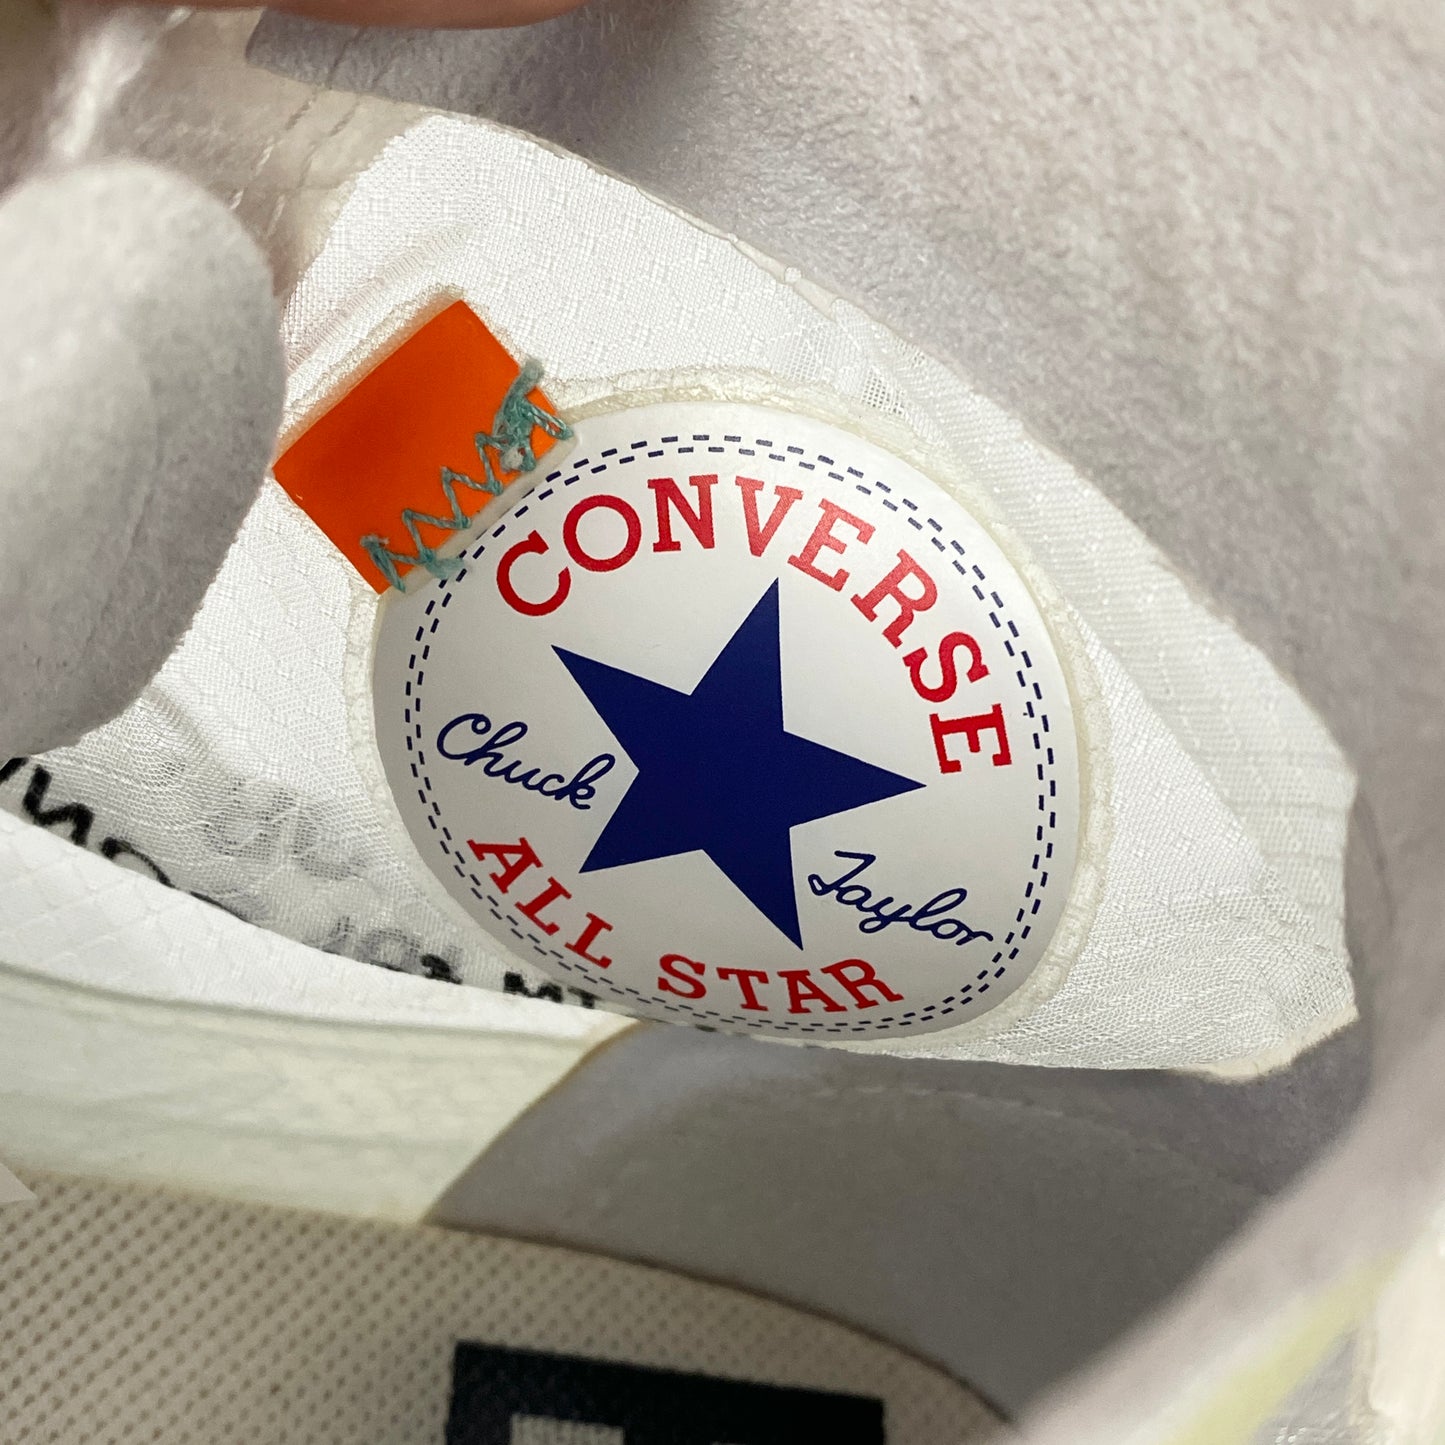 CONVERSE
Chuck Taylor
ALL STAR